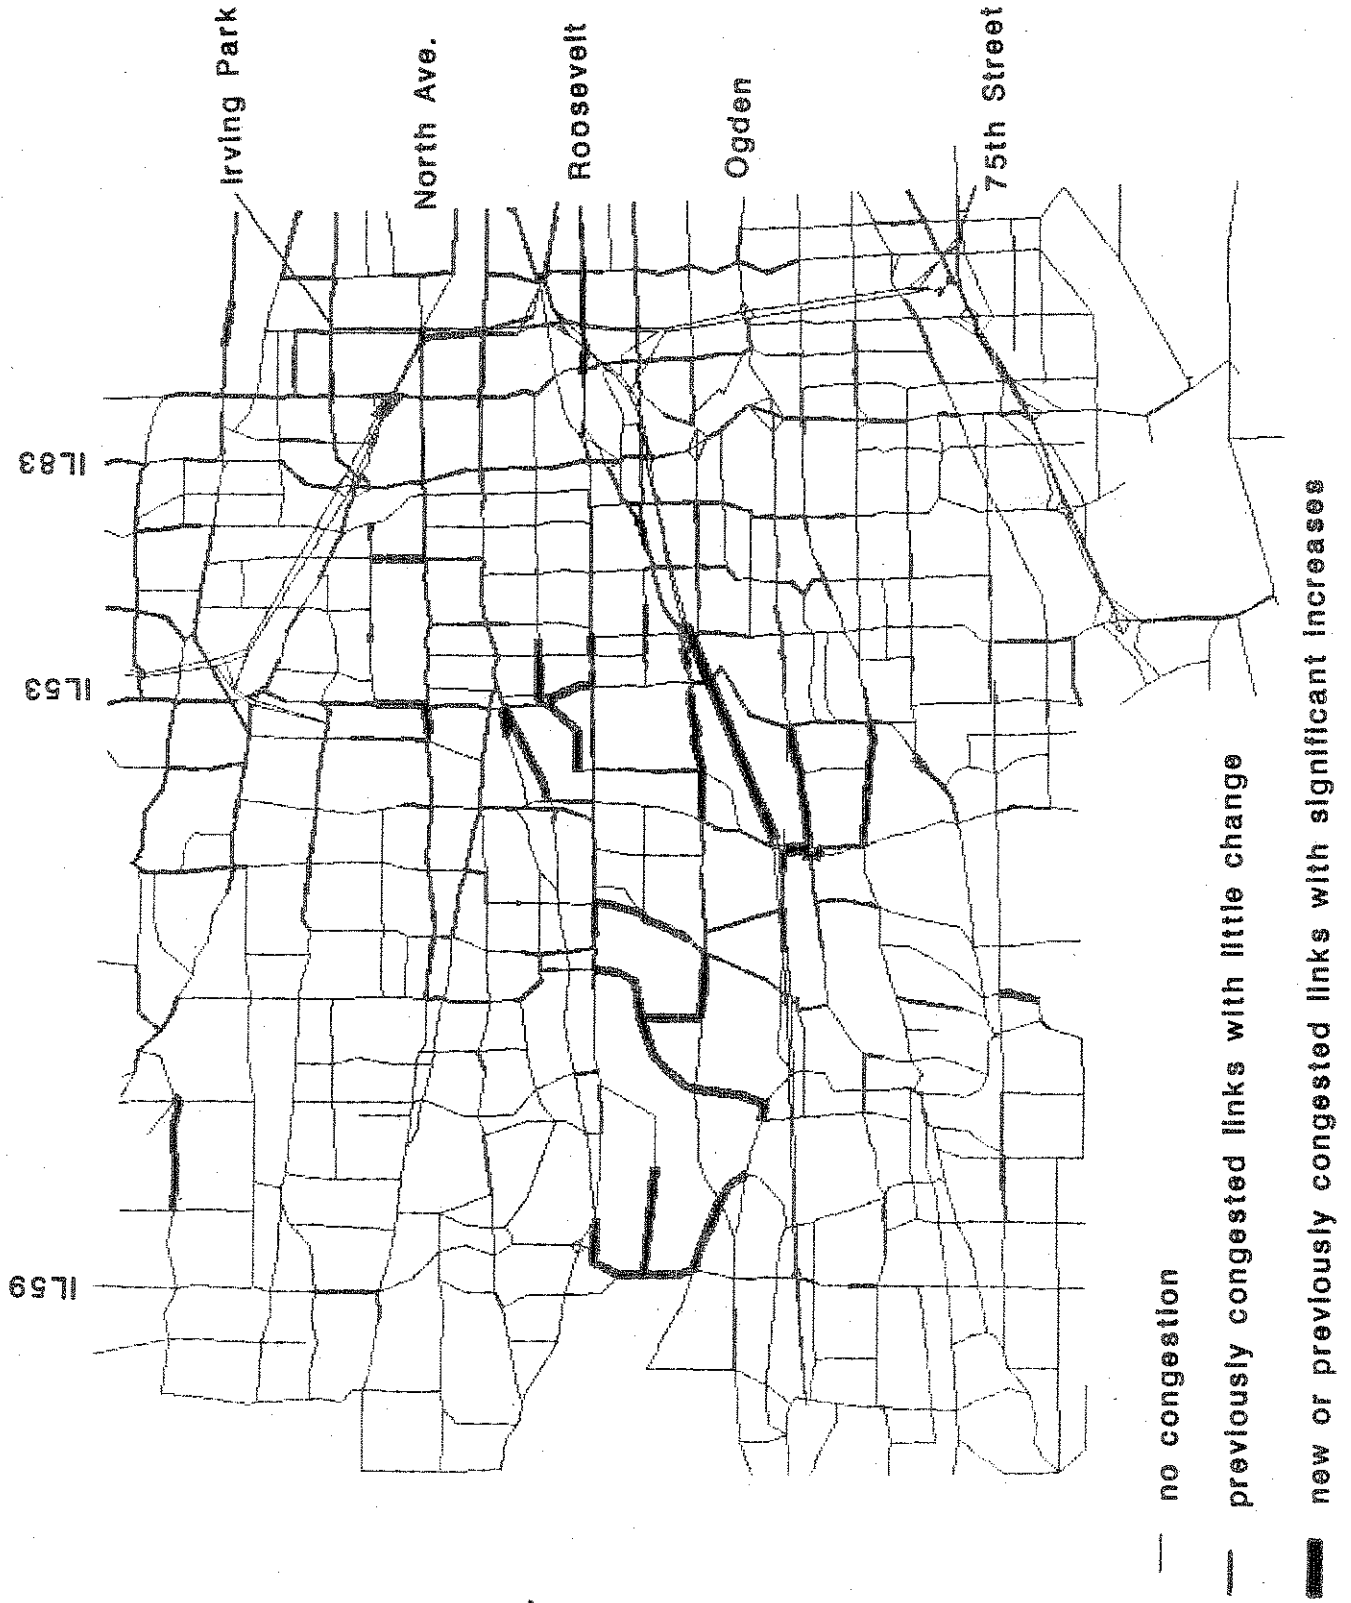 IL59
IL53
IL83
Irving Park
North Ave.
Roosevelt
Ogden
75th Street
no congestion
previously congested links with little change
new or previously congested links with significant increases